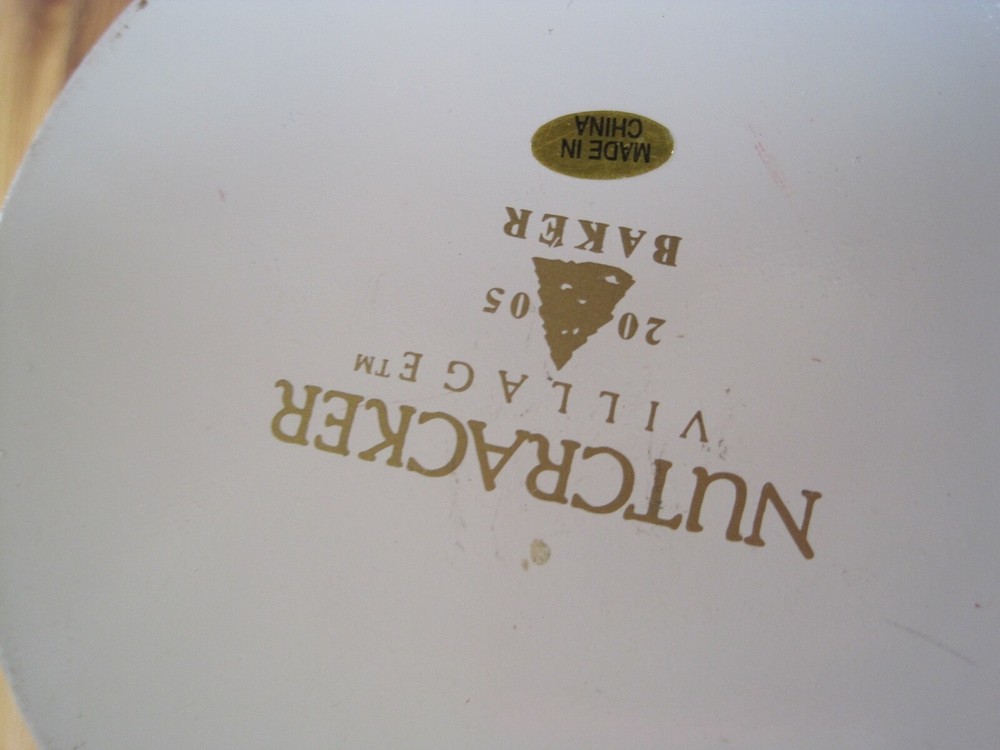 NUTCRACKER
VILLAGE™
20 05
BAKER
MADE IN
CHINA